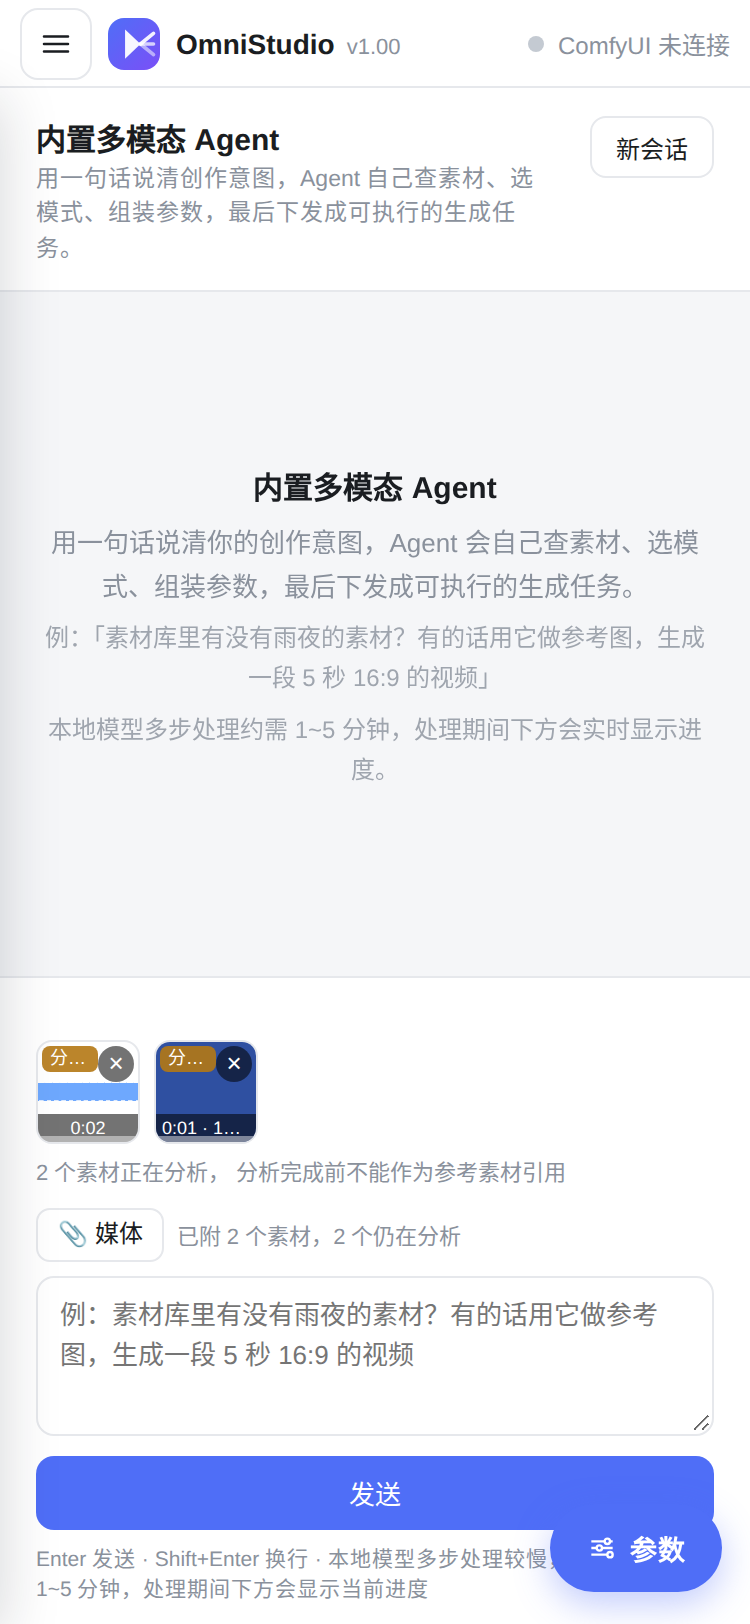 OmniStudio v1.00
ComfyUI 未连接
内置多模态 Agent
新会话
用一句话说清创作意图，Agent 自己查素材、选
模式、组装参数，最后下发成可执行的生成任
务。
内置多模态 Agent
用一句话说清你的创作意图，Agent 会自己查素材、选模
式、组装参数，最后下发成可执行的生成任务。
例：「素材库里有没有雨夜的素材？有的话用它做参考图，生成
一段 5 秒 16:9 的视频」
本地模型多步处理约需 1~5 分钟，处理期间下方会实时显示进
度。
分... ✕
0:02
分... ✕
0:01 · 1...
2 个素材正在分析， 分析完成前不能作为参考素材引用
📎 媒体
已附 2 个素材，2 个仍在分析
例：素材库里有没有雨夜的素材？有的话用它做参考
图，生成一段 5 秒 16:9 的视频
发送
Enter 发送 · Shift+Enter 换行 · 本地模型多步处理较慢，
1~5 分钟，处理期间下方会显示当前进度
参数